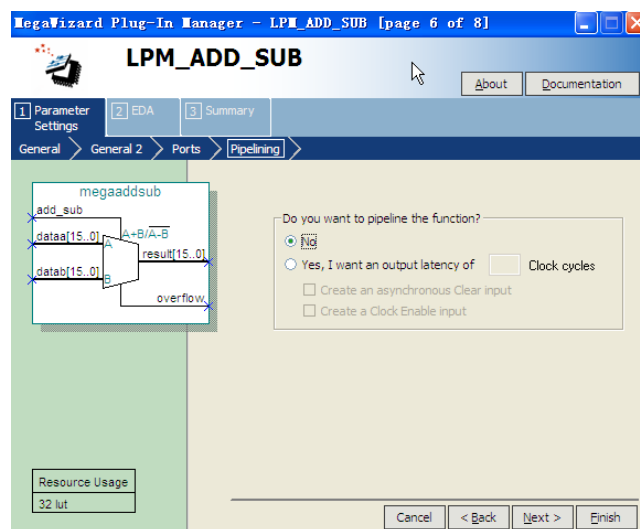 MegaWizard Plug-In Manager - LPM_ADD_SUB [page 6 of 8]
LPM_ADD_SUB
About
Documentation
1 Parameter Settings
2 EDA
3 Summary
General
General 2
Ports
Pipelining
megaaddsub
add_sub
A+B/A-B
dataa[15..0]
A
result[15..0]
datab[15..0]
B
overflow
Do you want to pipeline the function?
No
Yes, I want an output latency of
Clock cycles
Create an asynchronous Clear input
Create a Clock Enable input
Resource Usage
32 lut
Cancel
< Back
Next >
Finish